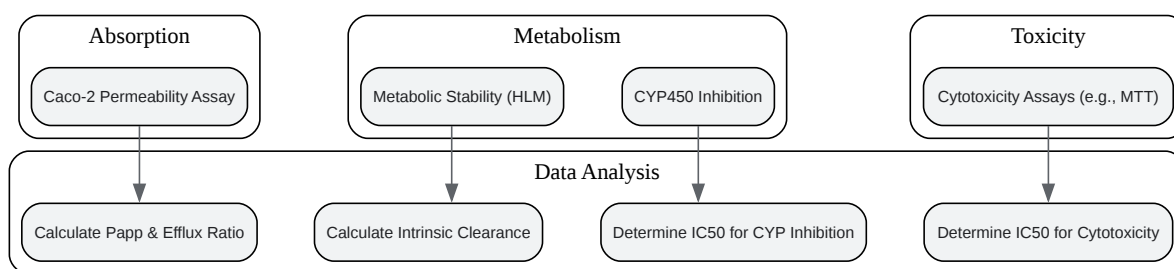 Absorption
Metabolism
Toxicity
Caco-2 Permeability Assay
Metabolic Stability (HLM)
CYP450 Inhibition
Cytotoxicity Assays (e.g., MTT)
Data Analysis
Calculate Papp & Efflux Ratio
Calculate Intrinsic Clearance
Determine IC50 for CYP Inhibition
Determine IC50 for Cytotoxicity